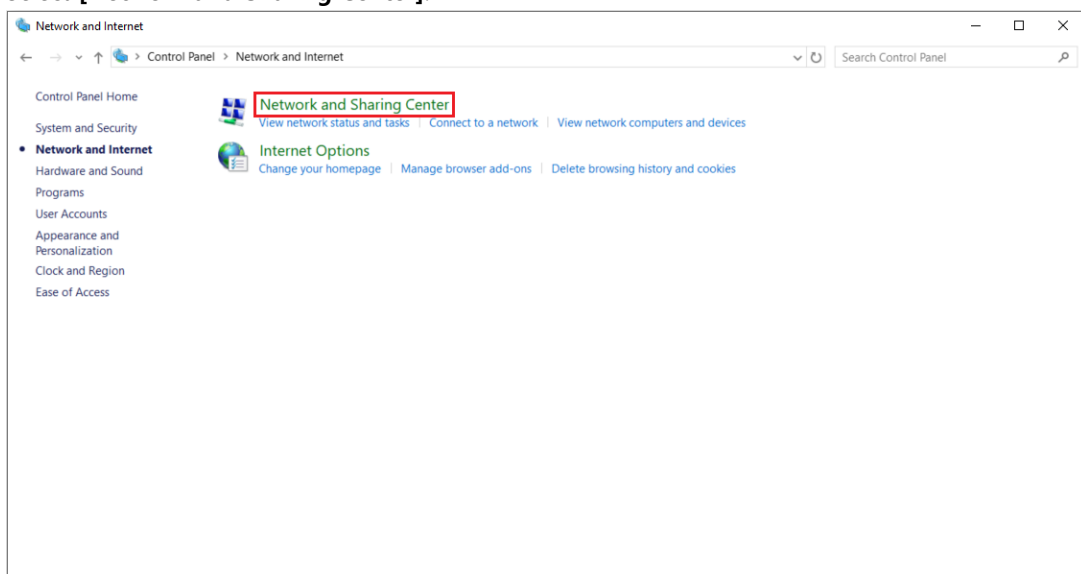 Network and Internet
Control Panel > Network and Internet
Search Control Panel
Control Panel Home
System and Security
Network and Internet
Hardware and Sound
Programs
User Accounts
Appearance and
Personalization
Clock and Region
Ease of Access
Network and Sharing Center
View network status and tasks | Connect to a network | View network computers and devices
Internet Options
Change your homepage | Manage browser add-ons | Delete browsing history and cookies